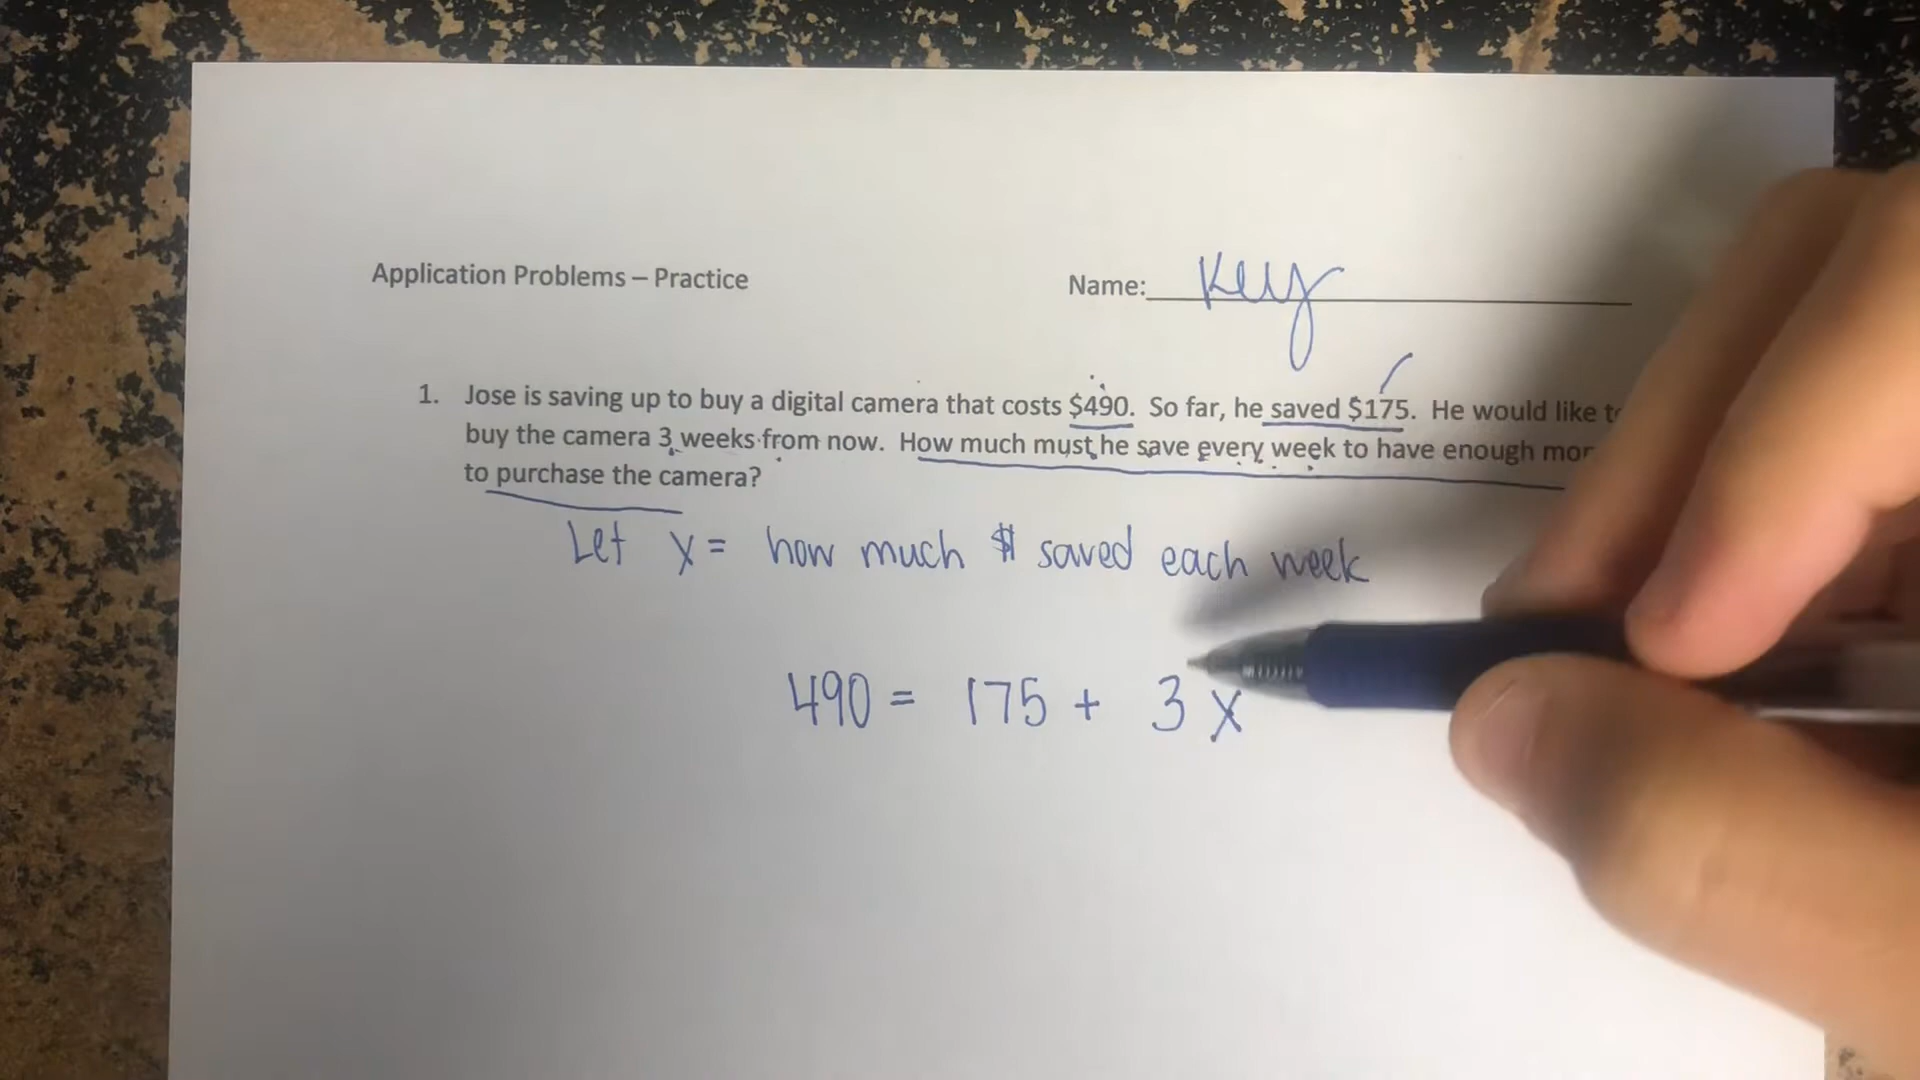 Application Problems – Practice
Name: Key
1. Jose is saving up to buy a digital camera that costs $490. So far, he saved $175. He would like
buy the camera 3 weeks from now. How much must he save every week to have enough
to purchase the camera?
Let x = how much $ saved each week
490 = 175 + 3x